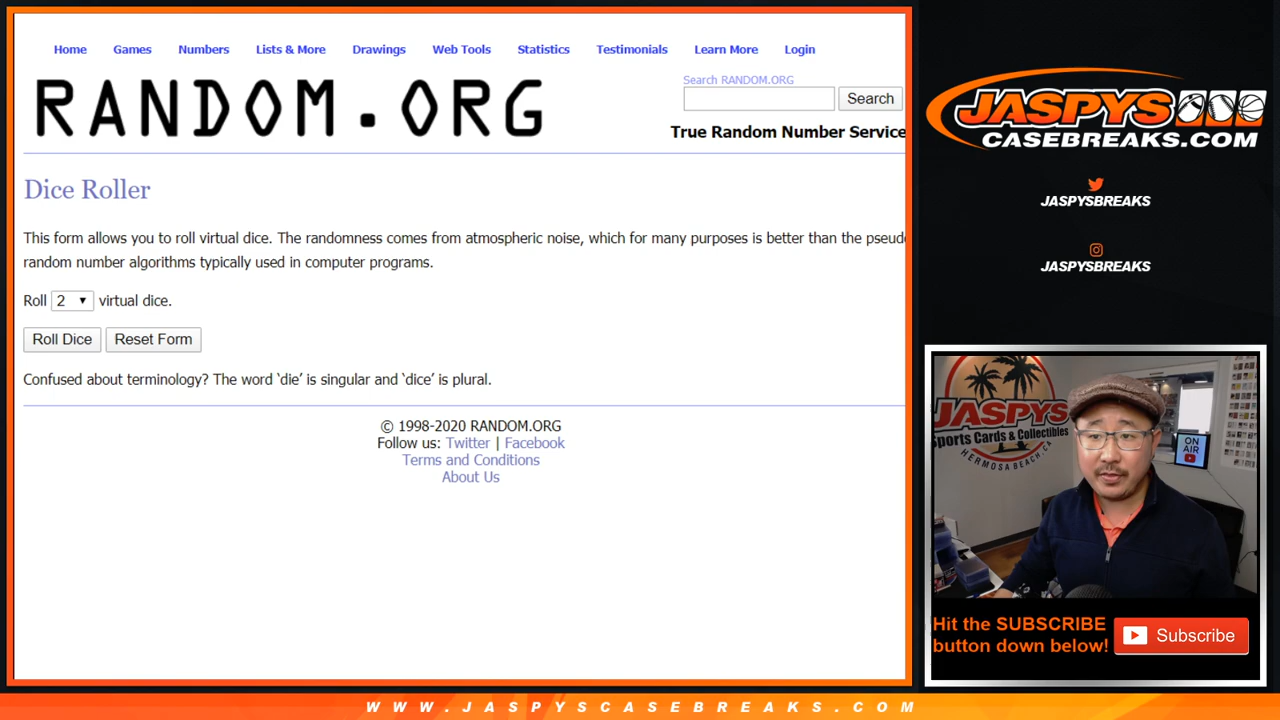 Home Games Numbers Lists & More Drawings Web Tools Statistics Testimonials Learn More Login
RANDOM.ORG
Search RANDOM.ORG
Search
True Random Number Service
Dice Roller
This form allows you to roll virtual dice. The randomness comes from atmospheric noise, which for many purposes is better than the pseudo
random number algorithms typically used in computer programs.
Roll 2 ▼ virtual dice.
Roll Dice Reset Form
Confused about terminology? The word ‘die’ is singular and ‘dice’ is plural.
© 1998-2020 RANDOM.ORG
Follow us: Twitter | Facebook
Terms and Conditions
About Us
JASPYS
CASEBREAKS.COM
JASPYSBREAKS
JASPYSBREAKS
JASPYS
Sports Cards & Collectibles
HERMOSA BEACH, CA
ON
AIR
Hit the SUBSCRIBE
button down below!
Subscribe
WWW.JASPYSCASEBREAKS.COM